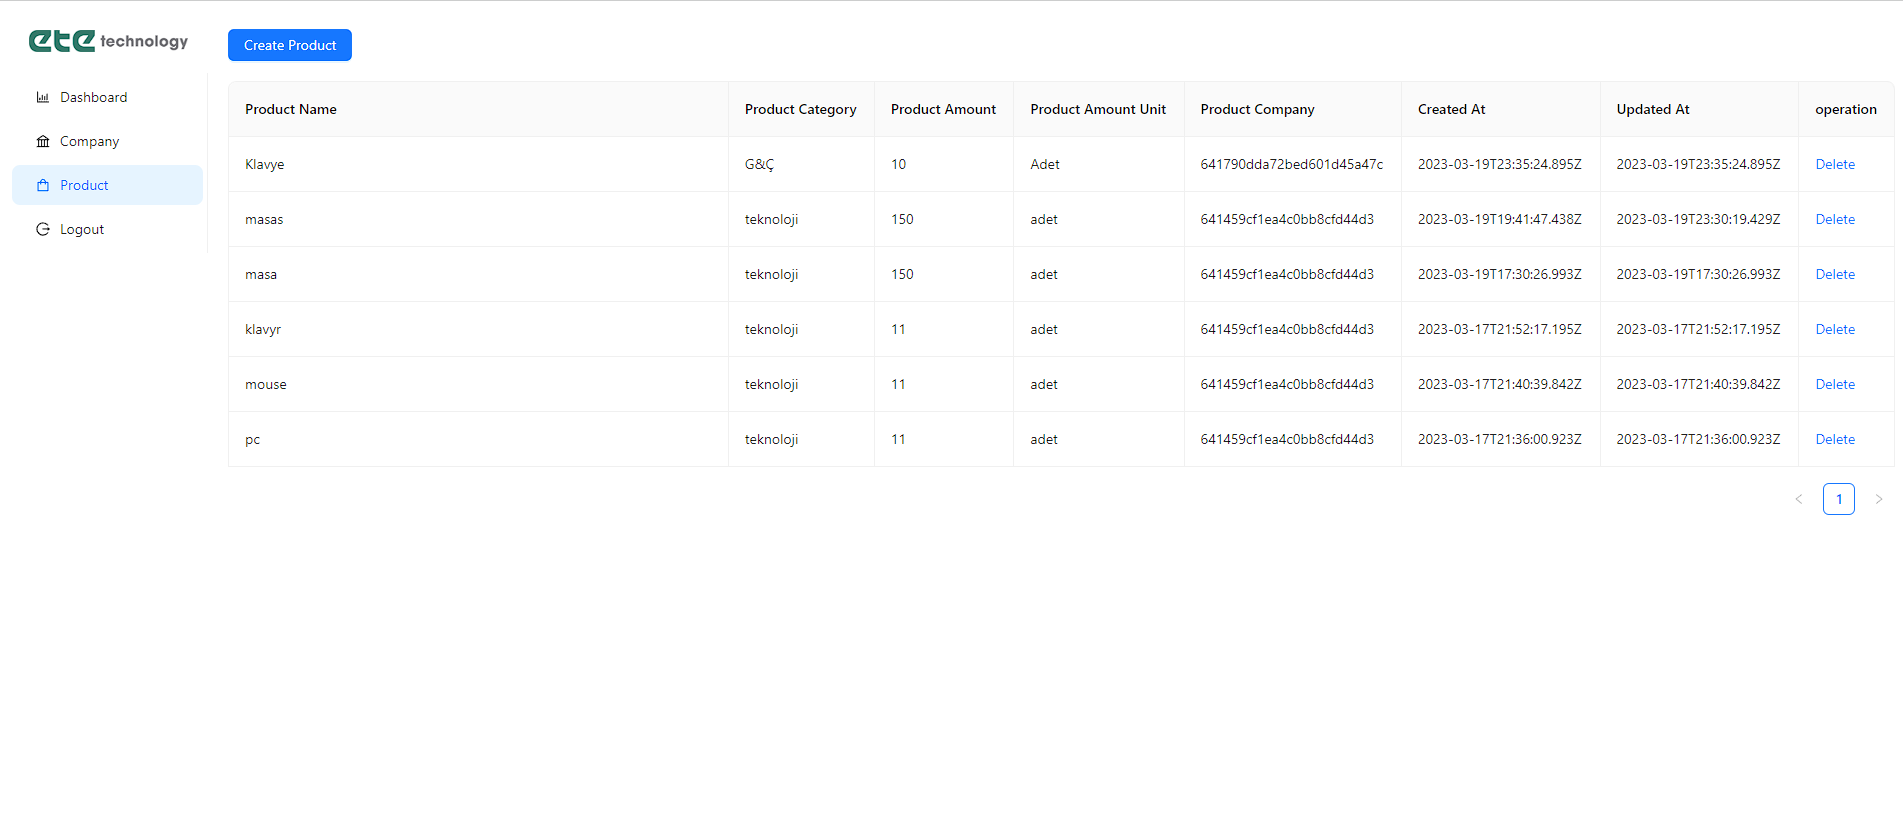 ete technology
Create Product
Dashboard
Company
Product
Logout
Product Name Product Category Product Amount Product Amount Unit Product Company Created At Updated At operation
Klavye G&Ç 10 Adet 641790dda72bed601d45a47c 2023-03-19T23:35:24.895Z 2023-03-19T23:35:24.895Z Delete
masas teknoloji 150 adet 641459cf1ea4c0bb8cfd44d3 2023-03-19T19:41:47.438Z 2023-03-19T23:30:19.429Z Delete
masa teknoloji 150 adet 641459cf1ea4c0bb8cfd44d3 2023-03-19T17:30:26.993Z 2023-03-19T17:30:26.993Z Delete
klavyr teknoloji 11 adet 641459cf1ea4c0bb8cfd44d3 2023-03-17T21:52:17.195Z 2023-03-17T21:52:17.195Z Delete
mouse teknoloji 11 adet 641459cf1ea4c0bb8cfd44d3 2023-03-17T21:40:39.842Z 2023-03-17T21:40:39.842Z Delete
pc teknoloji 11 adet 641459cf1ea4c0bb8cfd44d3 2023-03-17T21:36:00.923Z 2023-03-17T21:36:00.923Z Delete
< 1 >